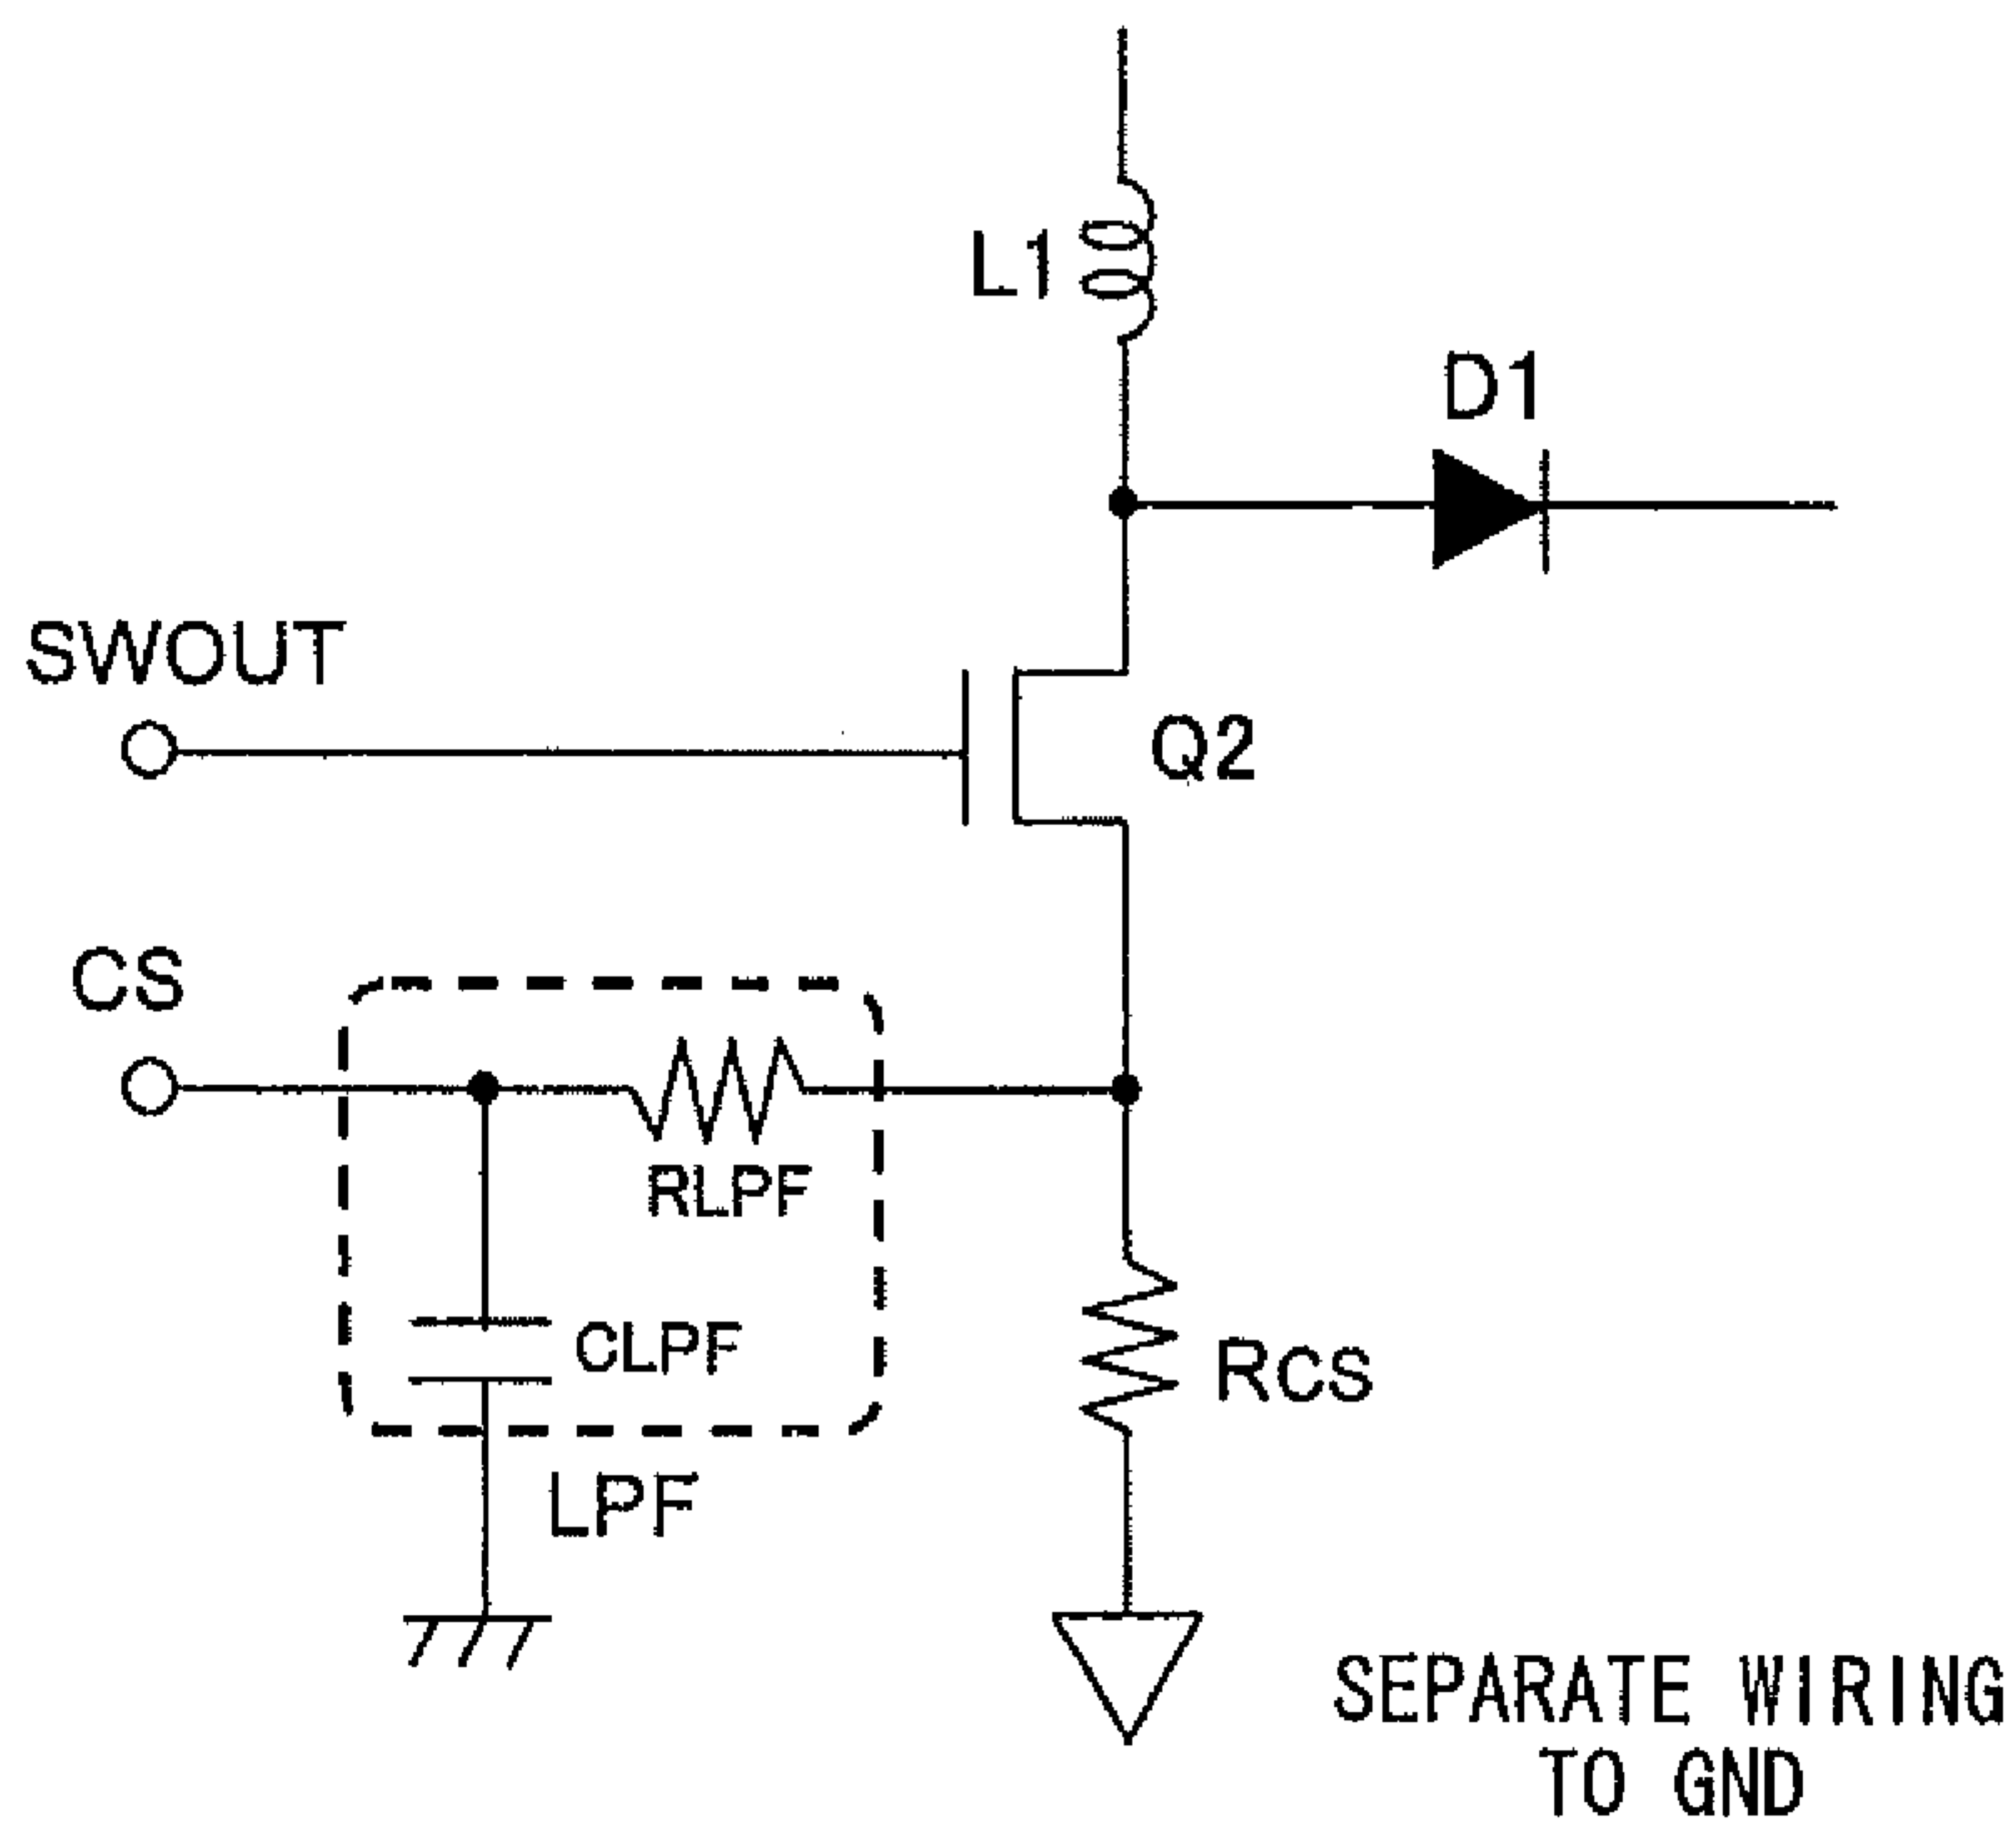 L1
D1
SWOUT
Q2
CS
RLPF
CLPF
RCS
LPF
SEPARATE WIRING
TO GND